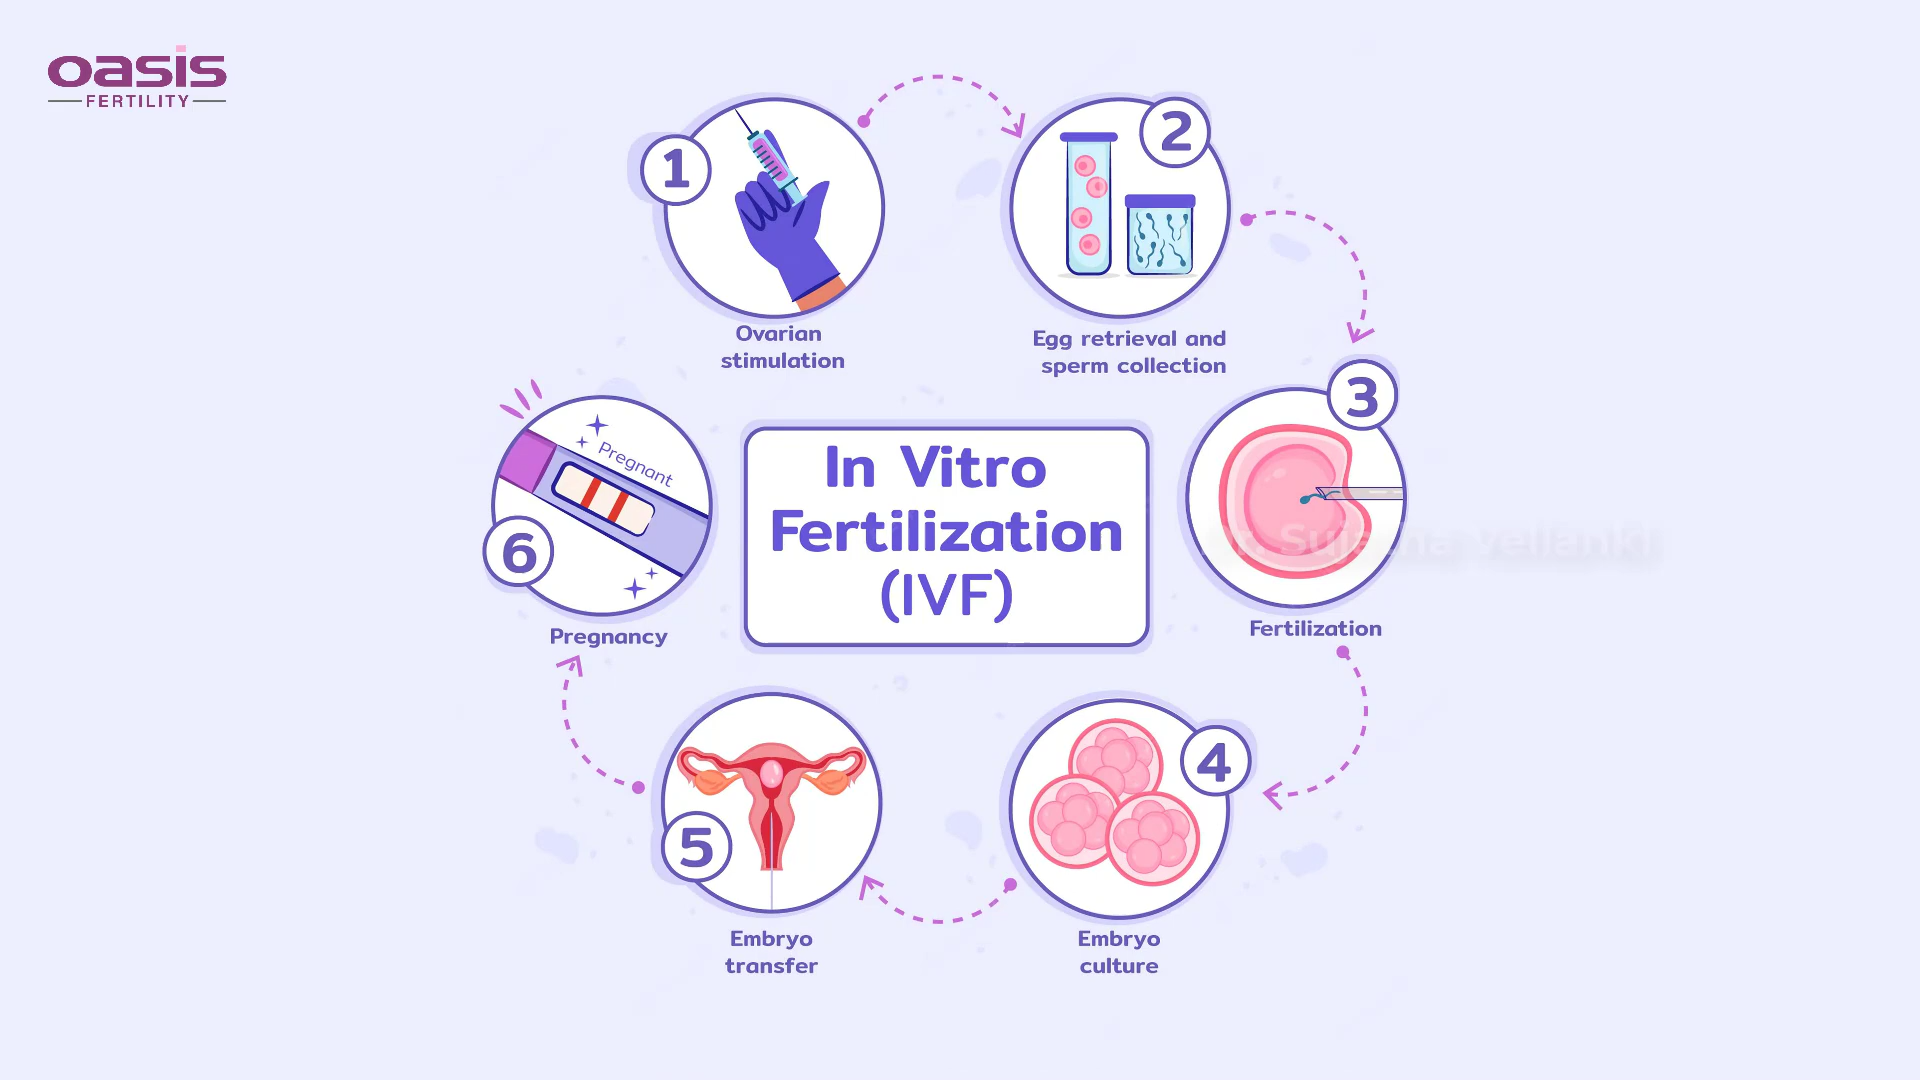 oasis
FERTILITY
1
Ovarian
stimulation
2
Egg retrieval and
sperm collection
3
Fertilization
4
Embryo
culture
5
Embryo
transfer
6
Pregnant
Pregnancy
In Vitro
Fertilization
(IVF)